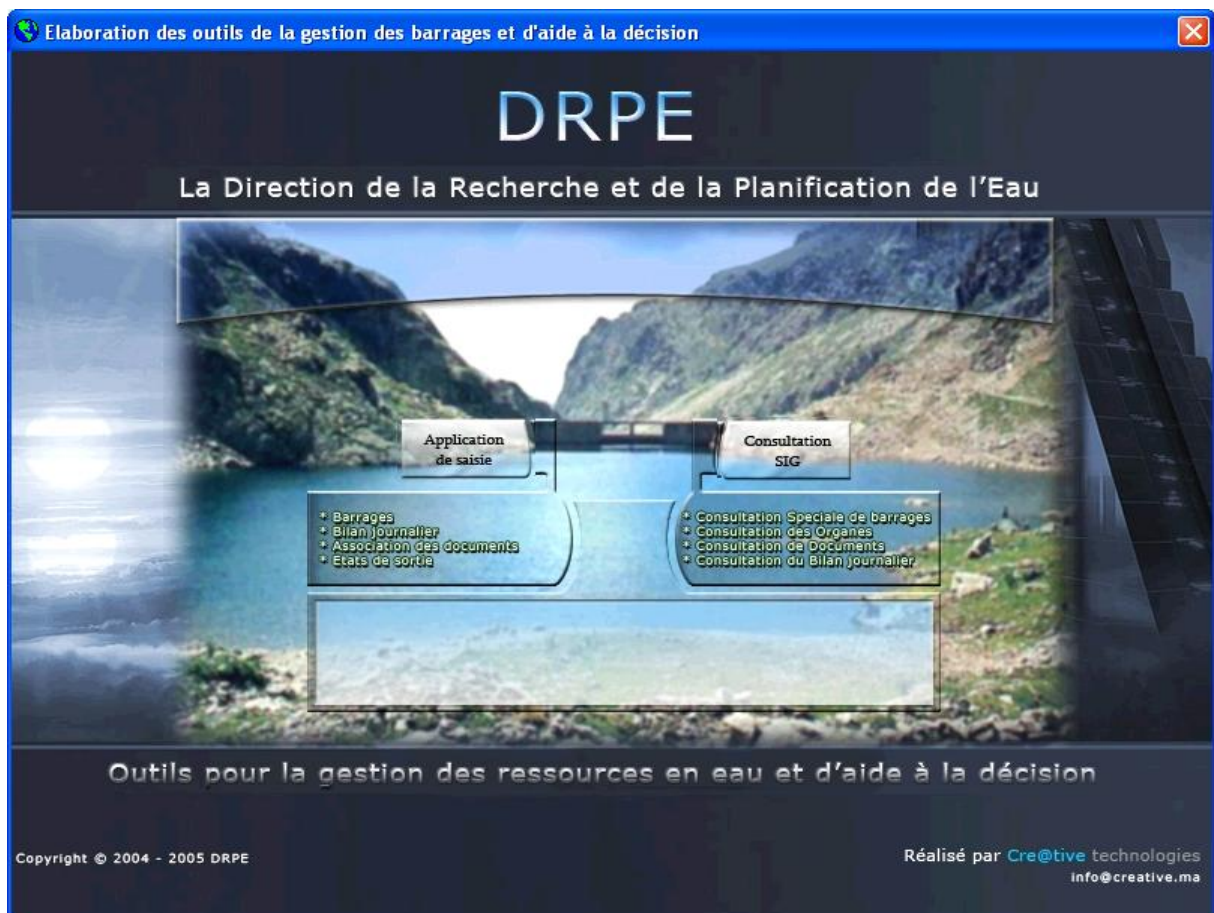 Elaboration des outils de la gestion des barrages et d'aide à la décision
DRPE
La Direction de la Recherche et de la Planification de l'Eau
Application
de saisie
Consultation
SIG
* Barrages
* Bilan journalier
* Association des documents
* Etats de sortie
* Consultation Speciale de barrages
* Consultation des Organes
* Consultation de Documents
* Consultation du Bilan journalier
Outils pour la gestion des ressources en eau et d'aide à la décision
Copyright © 2004 - 2005 DRPE
Réalisé par Cre@tive technologies
info@creative.ma